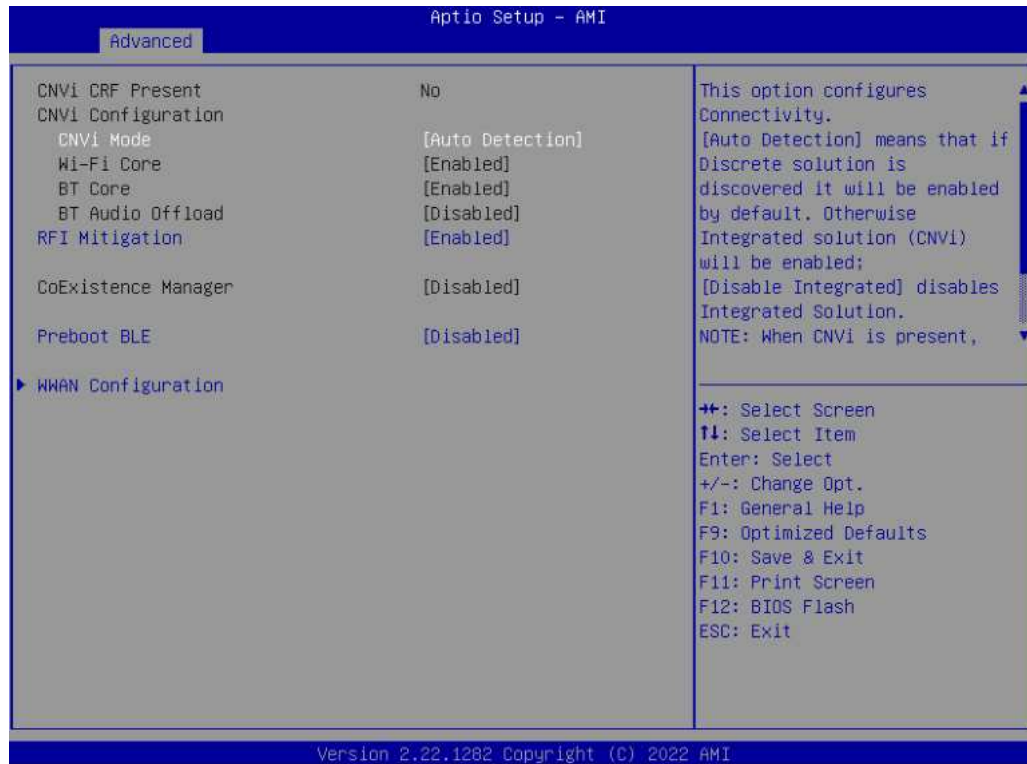 Aptio Setup – AMI
Advanced
CNVi CRF Present No
CNVi Configuration
CNVi Mode [Auto Detection]
Wi-Fi Core [Enabled]
BT Core [Enabled]
BT Audio Offload [Disabled]
RFI Mitigation [Enabled]
CoExistence Manager [Disabled]
Preboot BLE [Disabled]
WWAN Configuration
This option configures
Connectivity.
[Auto Detection] means that if
Discrete solution is
discovered it will be enabled
by default. Otherwise
Integrated solution (CNVi)
will be enabled;
[Disable Integrated] disables
Integrated Solution.
NOTE: When CNVi is present,
→←: Select Screen
↑↓: Select Item
Enter: Select
+/-: Change Opt.
F1: General Help
F9: Optimized Defaults
F10: Save & Exit
F11: Print Screen
F12: BIOS Flash
ESC: Exit
Version 2.22.1282 Copyright (C) 2022 AMI